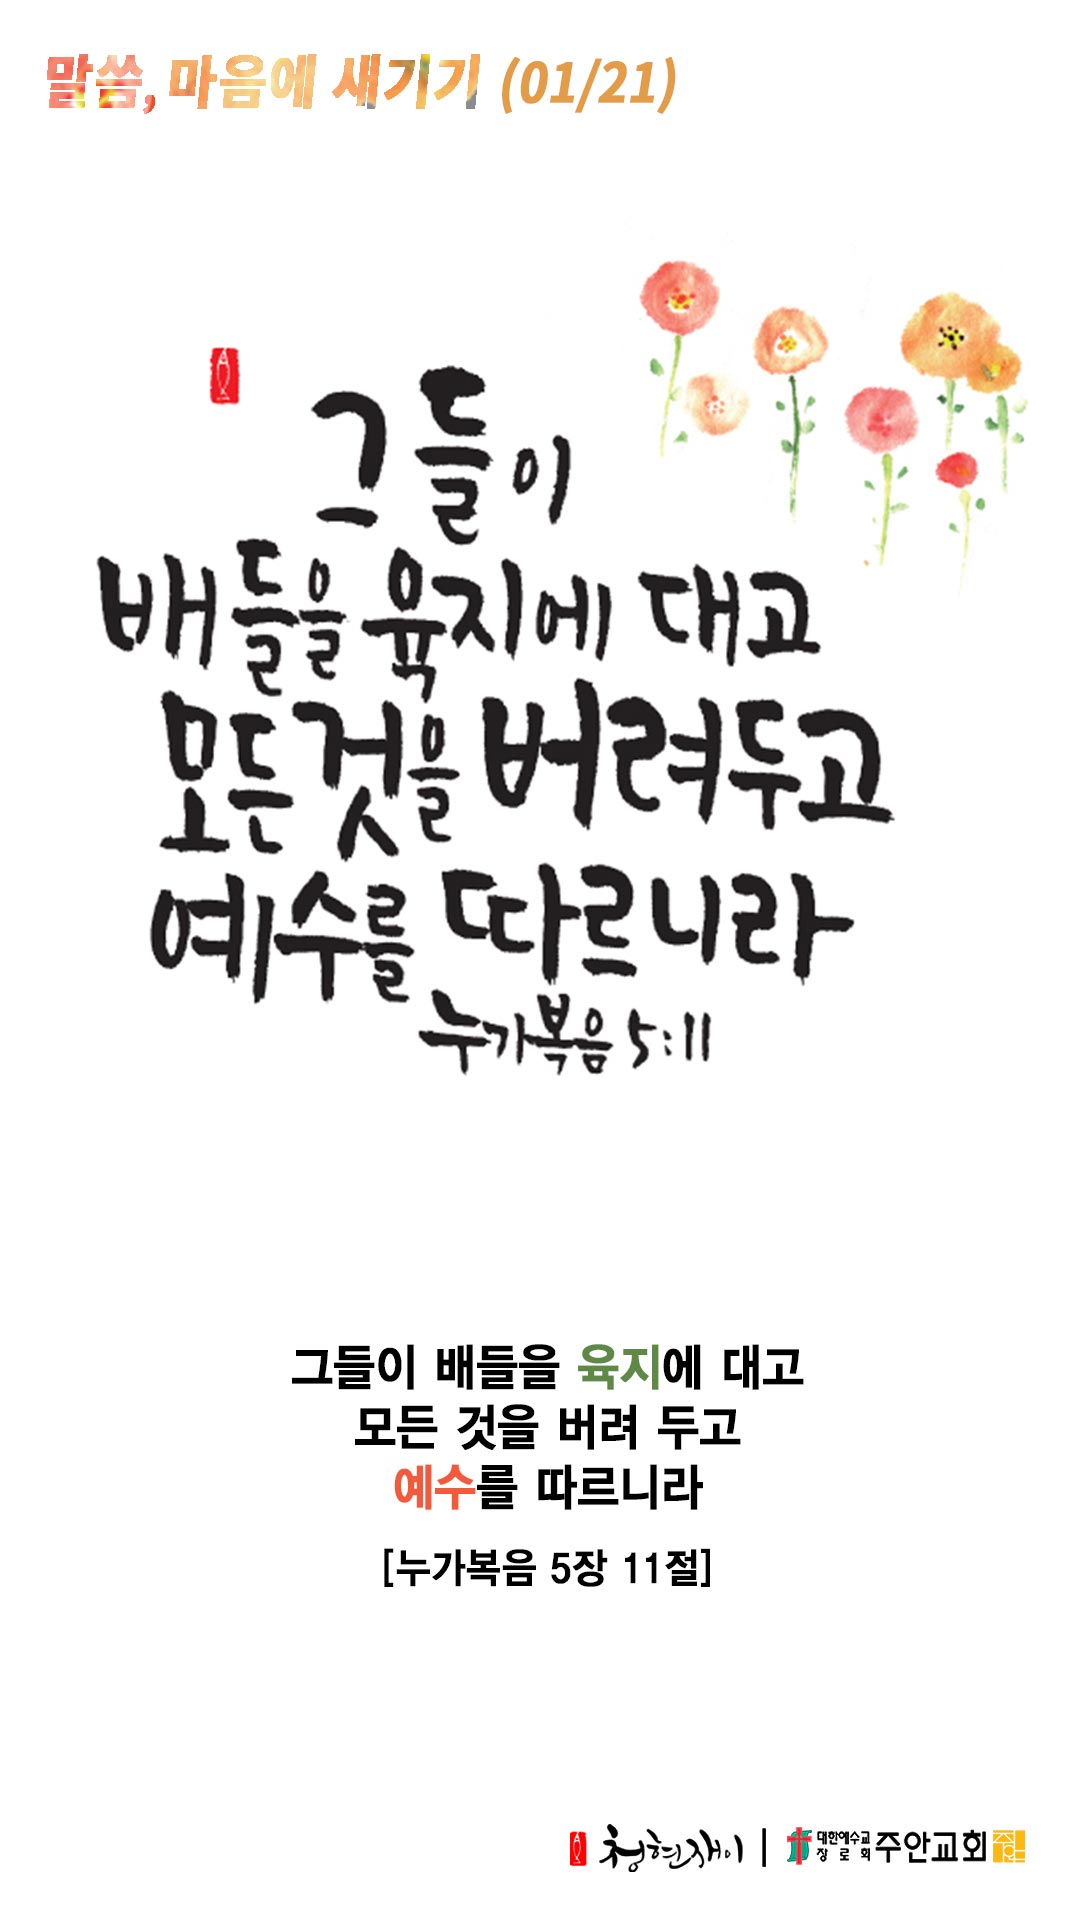 말씀, 마음에 새기기 (01/21)
그들이
배들을 육지에 대고
모든 것을 버려두고
예수를 따르니라
누가복음 5:11
그들이 배들을 육지에 대고
모든 것을 버려 두고
예수를 따르니라
[누가복음 5장 11절]
청현재이 | 대한예수교장로회 주안교회